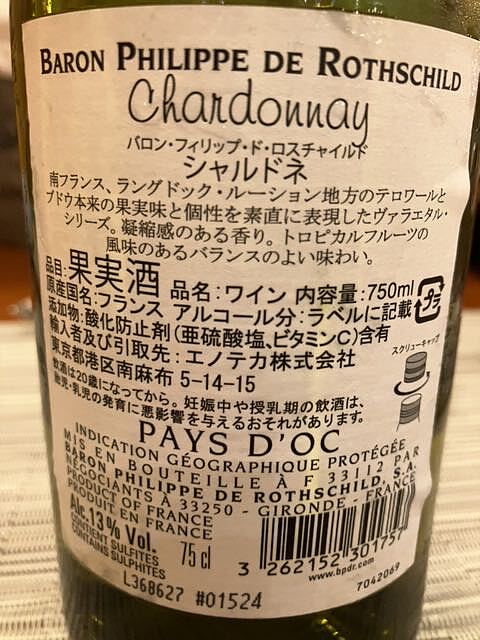 BARON PHILIPPE DE ROTHSCHILD
Chardonnay
バロン・フィリップ・ド・ロスチャイルド
シャルドネ
南フランス、ラングドック・ルーション地方のテロワールと
ブドウ本来の果実味と個性を素直に表現したヴァラエタル・
シリーズ。凝縮感のある香り。トロピカルフルーツの
風味のあるバランスのよい味わい。
品目:果実酒 品名:ワイン 内容量:750ml
原産国名:フランス アルコール分:ラベルに記載 プラ
添加物:酸化防止剤(亜硫酸塩、ビタミンC)含有
輸入者及び引取先:エノテカ株式会社
東京都港区南麻布 5-14-15
スクリューキャップ
飲酒は20歳になってから。妊娠中や授乳期の飲酒は、
胎児・乳児の発育に悪影響を与えるおそれがあります。
PAYS D'OC
INDICATION GÉOGRAPHIQUE PROTÉGÉE
MIS EN BOUTEILLE À F 33112 PAR
BARON PHILIPPE DE ROTHSCHILD, S.A.
NÉGOCIANTS À 33250 - GIRONDE - FRANCE
PRODUCT OF FRANCE
PRODUIT EN FRANCE
Alc.13% Vol.
75 cl
CONTIENT SULFITES
CONTAINS SULPHITES
3 262152 301757
www.bpdr.com
7042069
L368627 #01524